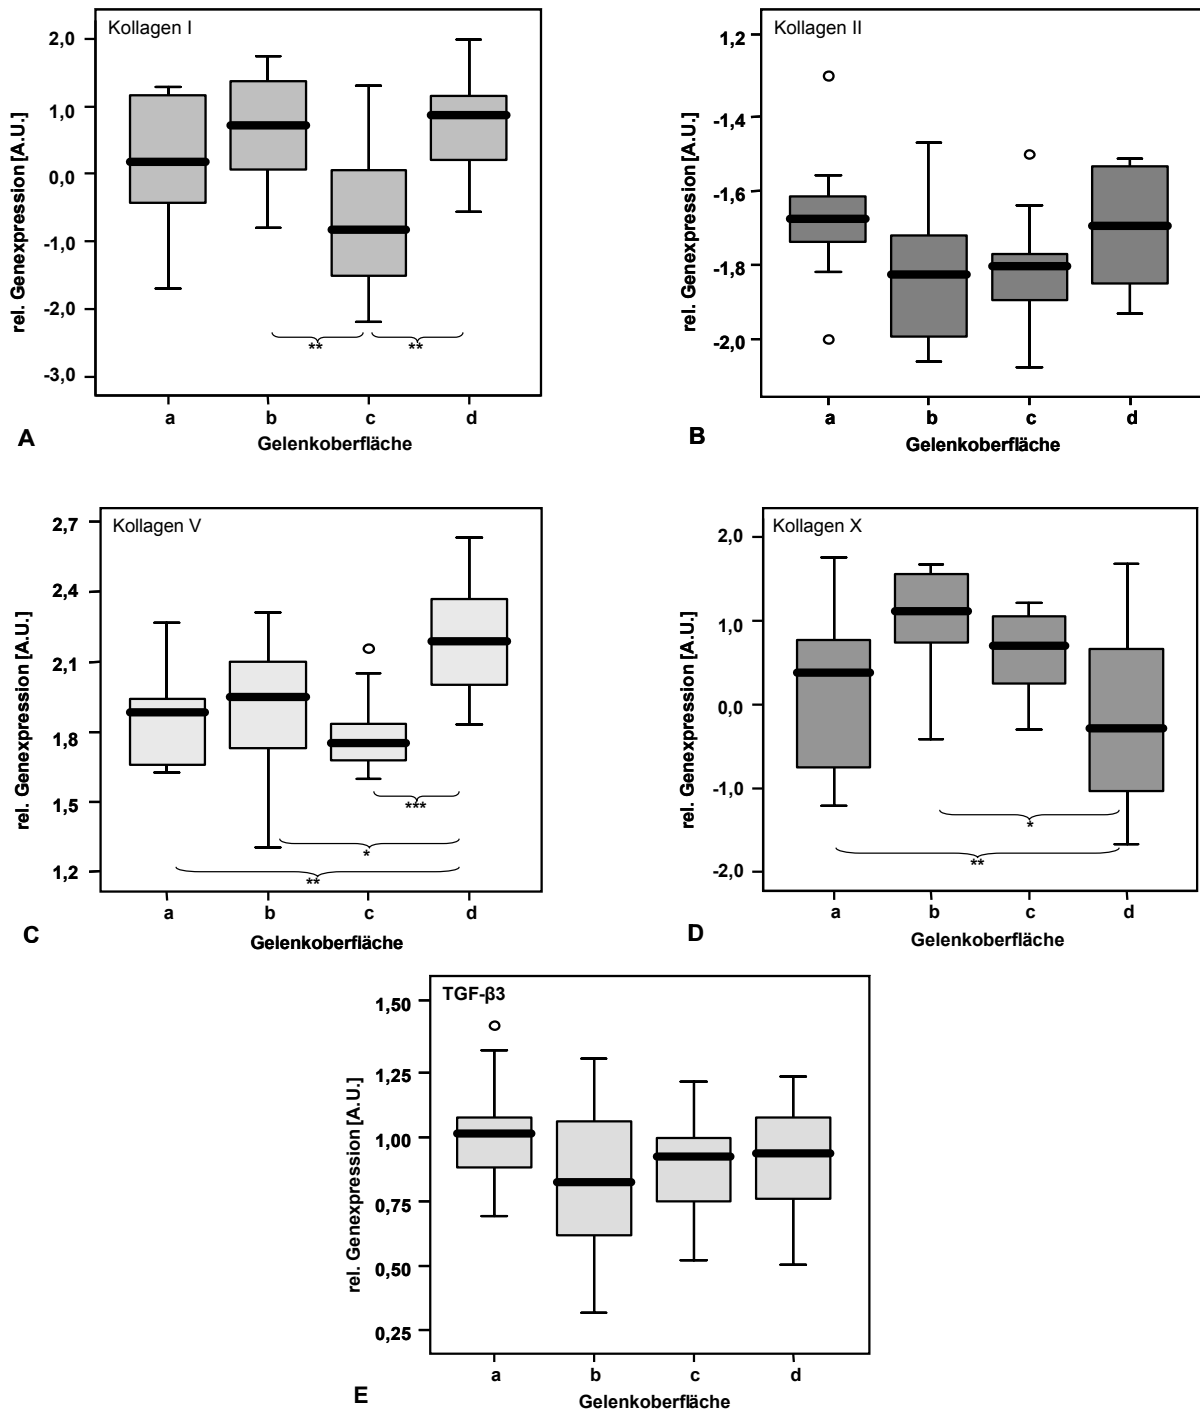 Kollagen I
rel. Genexpression [A.U.]
2,0
1,0
0,0
-1,0
-2,0
-3,0
** **
a b c d
Gelenkoberfläche
A
Kollagen II
rel. Genexpression [A.U.]
1,2
-1,4
-1,6
-1,8
-2,0
a b c d
Gelenkoberfläche
B
Kollagen V
rel. Genexpression [A.U.]
2,7
2,4
2,1
1,8
1,5
1,2
***
*
**
a b c d
Gelenkoberfläche
C
Kollagen X
rel. Genexpression [A.U.]
2,0
1,0
0,0
-1,0
-2,0
*
**
a b c d
Gelenkoberfläche
D
TGF-β3
rel. Genexpression [A.U.]
1,50
1,25
1,00
0,75
0,50
0,25
a b c d
Gelenkoberfläche
E